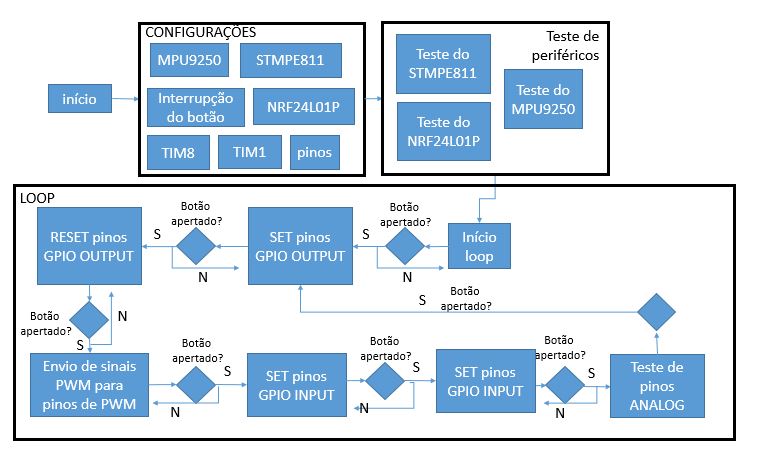 CONFIGURAÇÕES
MPU9250
STMPE811
início
Interrupção
do botão
NRF24L01P
TIM8
TIM1
pinos
Teste de
periféricos
Teste do
STMPE811
Teste do
MPU9250
Teste do
NRF24L01P
LOOP
RESET pinos
GPIO OUTPUT
S
Botão
apertado?
N
SET pinos
GPIO OUTPUT
S
Botão
apertado?
N
Início
loop
Botão
apertado?
N
S
S
Botão
apertado?
Envio de sinais
PWM para
pinos de PWM
Botão
apertado?
S
N
SET pinos
GPIO INPUT
Botão
apertado?
S
N
SET pinos
GPIO INPUT
Botão
apertado?
S
N
Teste de
pinos
ANALOG